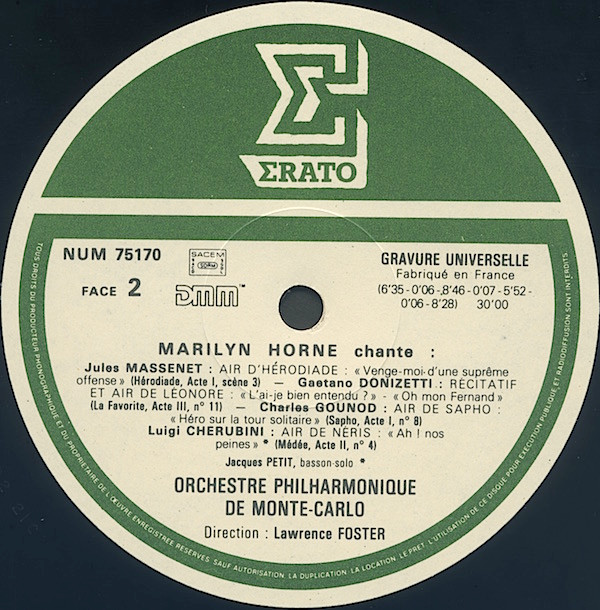 ΣRATO
NUM 75170
SACEM
SDRM
GRAVURE UNIVERSELLE
Fabriqué en France
FACE 2
DMM™
(6'35-0'06-,8'46-0'07-5'52-
0'06-8'28) 30'00
MARILYN HORNE chante :
Jules MASSENET : AIR D'HÉRODIADE : «Venge-moi d'une suprême
offense» (Hérodiade, Acte I, scène 3) — Gaetano DONIZETTI : RÉCITATIF
ET AIR DE LÉONORE : «L'ai-je bien entendu ?» - «Oh mon Fernand»
(La Favorite, Acte III, n° 11) — Charles GOUNOD : AIR DE SAPHO :
«Héro sur la tour solitaire» (Sapho, Acte I, n° 8)
Luigi CHERUBINI : AIR DE NÉRIS : «Ah ! nos
peines» * (Médée, Acte II, n° 4)
Jacques PETIT, basson-solo *
ORCHESTRE PHILHARMONIQUE
DE MONTE-CARLO
Direction : Lawrence FOSTER
TOUS DROITS DU PRODUCTEUR PHONOGRAPHIQUE ET DU PROPRIETAIRE DE L'ŒUVRE ENREGISTREE RESERVES. SAUF AUTORISATION, LA DUPLICATION, LA LOCATION, LE PRET, L'UTILISATION DE CE DISQUE POUR EXECUTION PUBLIQUE ET RADIODIFFUSION SONT INTERDITS.